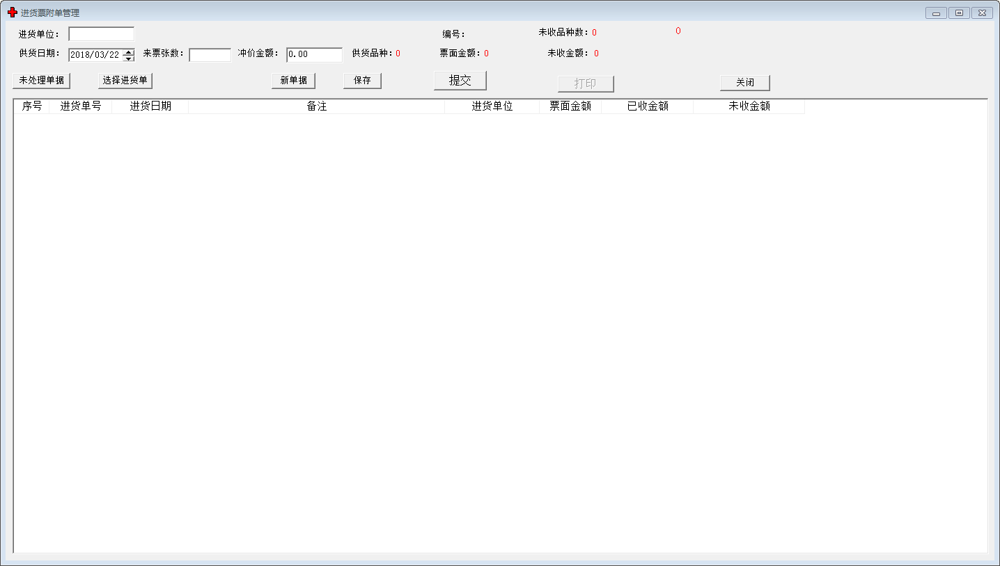 进货票附单管理
进货单位： 编号： 未收品种数：0 0
供货日期： 2018/03/22 来票张数： 冲价金额： 0.00 供货品种：0 票面金额：0 未收金额：0
未处理单据 选择进货单 新单据 保存 提交 打印 关闭
序号 进货单号 进货日期 备注 进货单位 票面金额 已收金额 未收金额